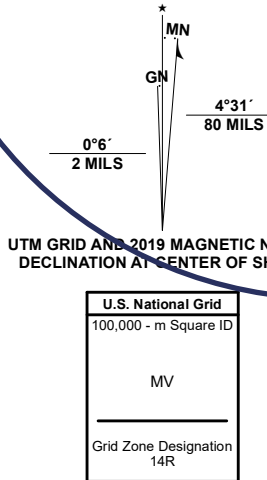 ★
MN
GN
4°31´
80 MILS
0°6´
2 MILS
UTM GRID AND 2019 MAGNETIC
DECLINATION AT CENTER OF
U.S. National Grid
100,000 - m Square ID
MV
Grid Zone Designation
14R